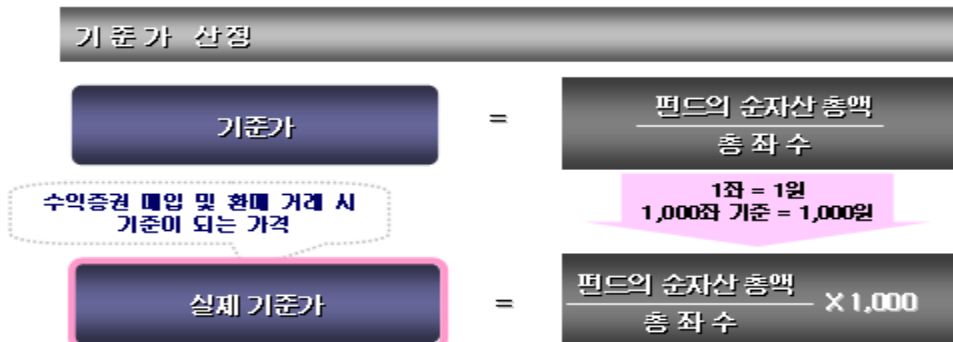 기준가 산정
기준가
=
펀드의 순자산 총액
총 좌 수
수익증권 매입 및 환매 거래 시
기준이 되는 가격
1좌 = 1원
1,000좌 기준 = 1,000원
실제 기준가
=
펀드의 순자산 총액
총 좌 수
X 1,000